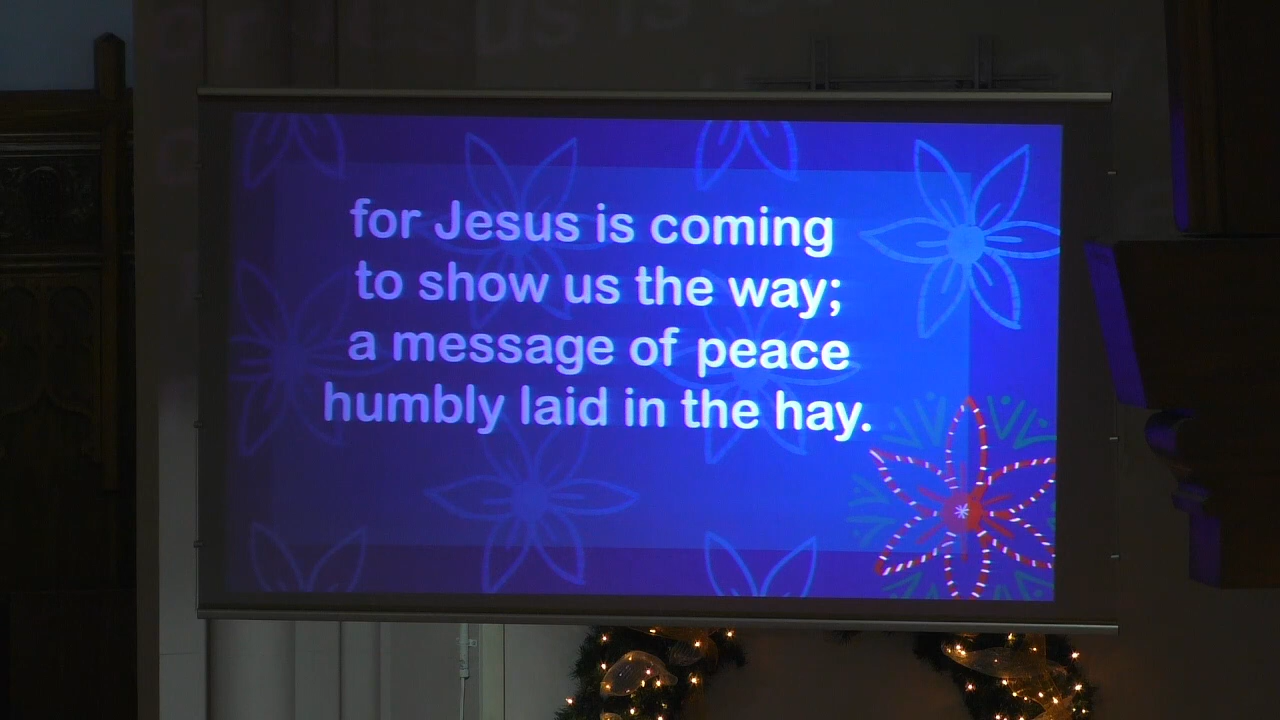 for Jesus is coming
to show us the way;
a message of peace
humbly laid in the hay.